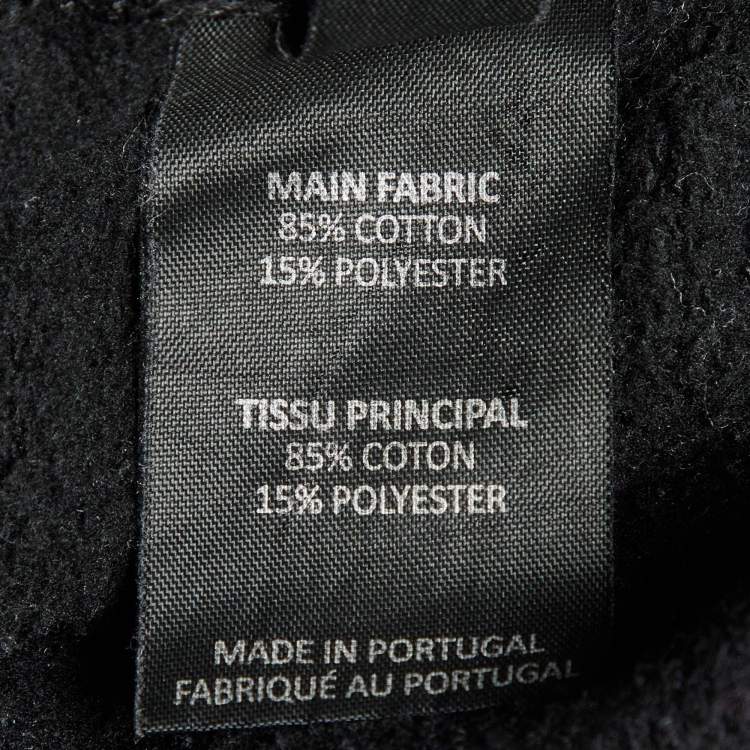 MAIN FABRIC
85% COTTON
15% POLYESTER
TISSU PRINCIPAL
85% COTON
15% POLYESTER
MADE IN PORTUGAL
FABRIQUÉ AU PORTUGAL